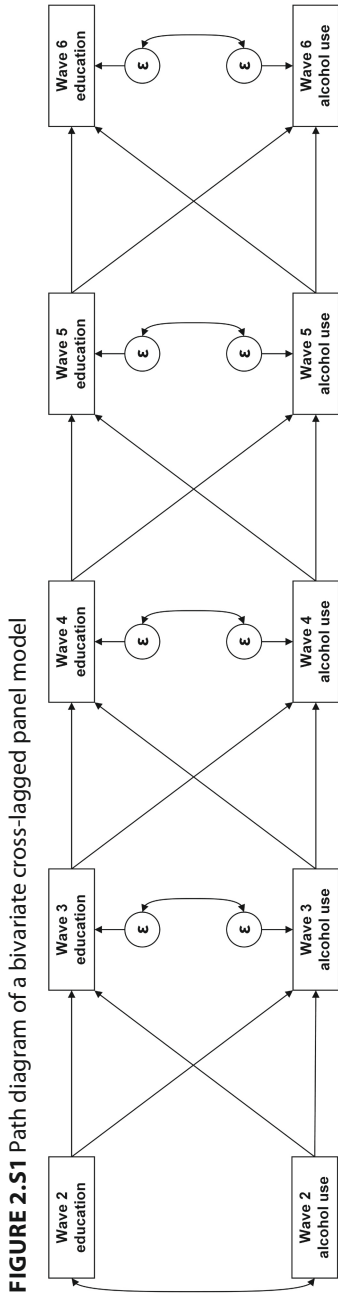 FIGURE 2.S1 Path diagram of a bivariate cross-lagged panel model
Wave 2
education
Wave 3
education
Wave 4
education
Wave 5
education
Wave 6
education
ε
ε
ε
ε
ε
ε
ε
ε
Wave 2
alcohol use
Wave 3
alcohol use
Wave 4
alcohol use
Wave 5
alcohol use
Wave 6
alcohol use